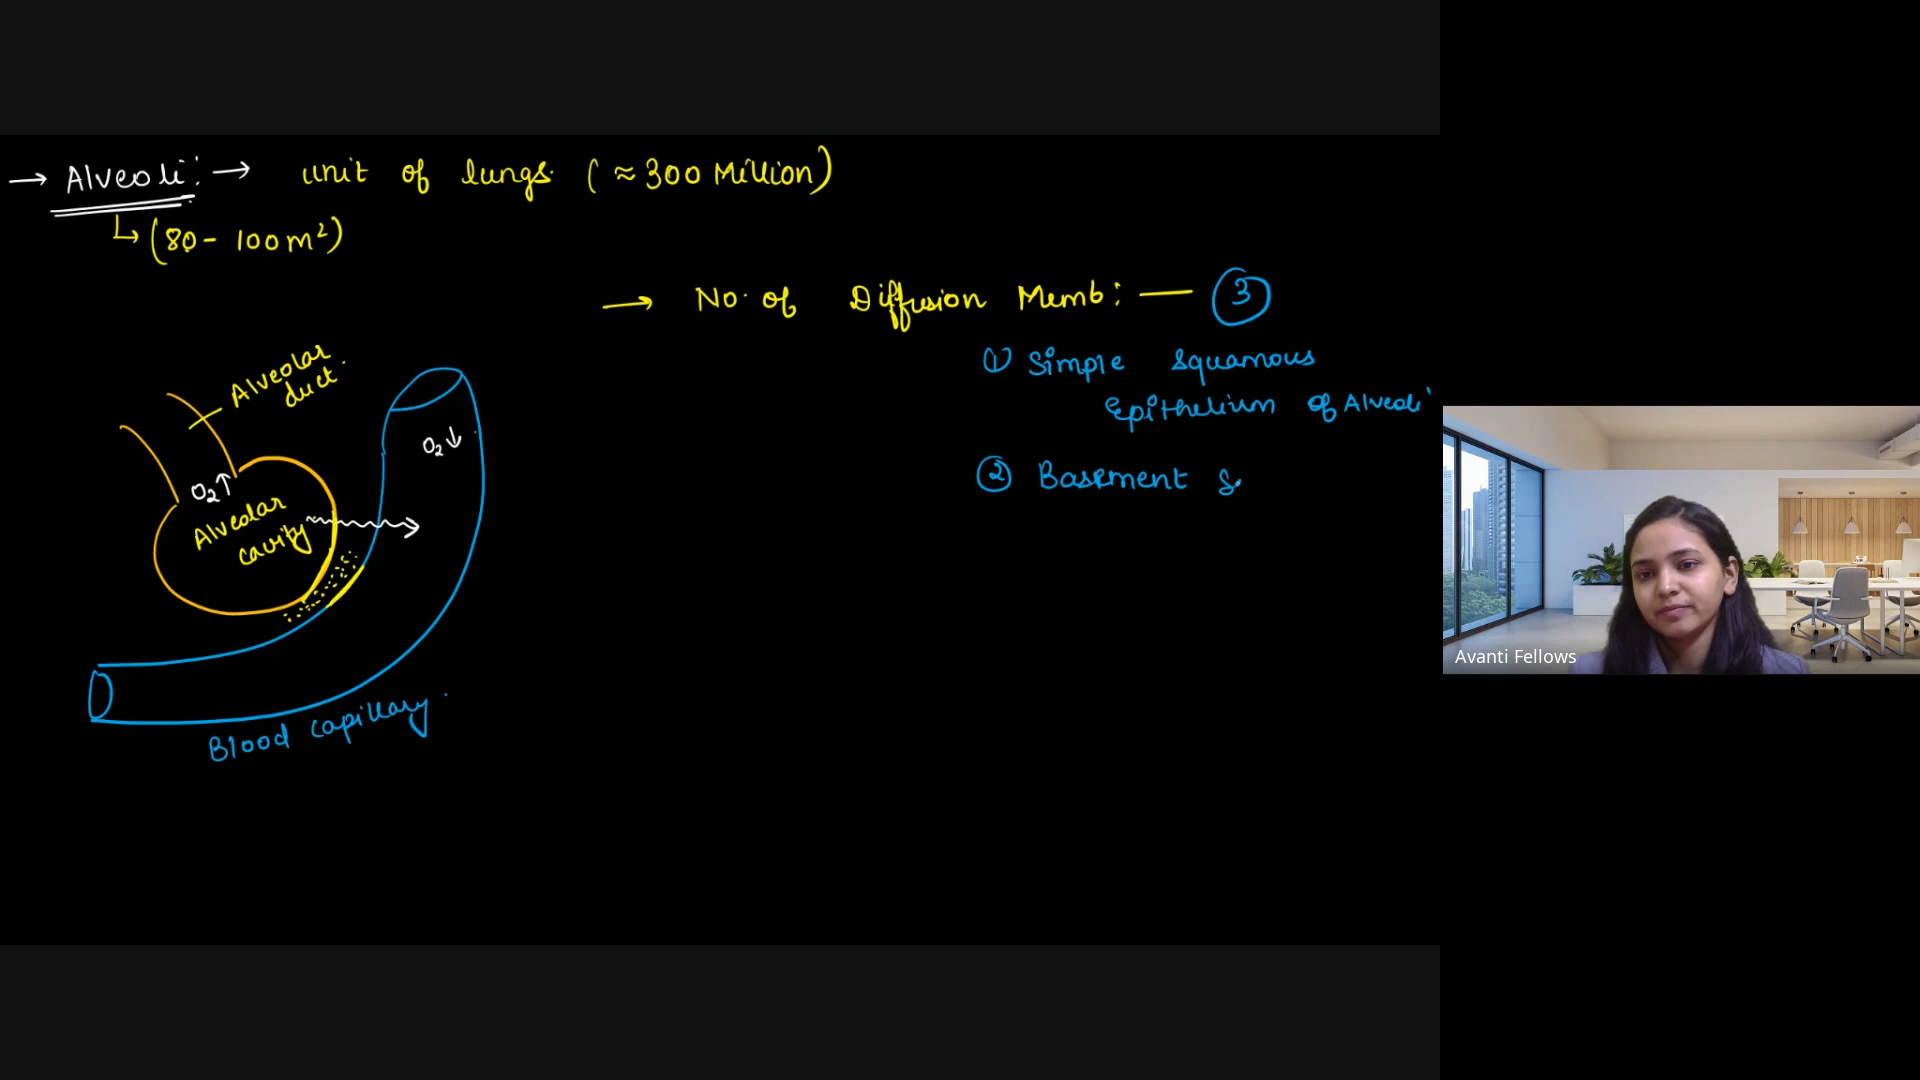 → Alveoli: → unit of lungs. (≈ 300 Million)
↳ (80 - 100 m²)
→ No. of Diffusion Memb: — 3
① Simple squamous
Epithelium of Alveoli
② Basement S
Alveolar
duct.
O₂↑
Alveolar
cavity
O₂↓
Blood capillary.
Avanti Fellows